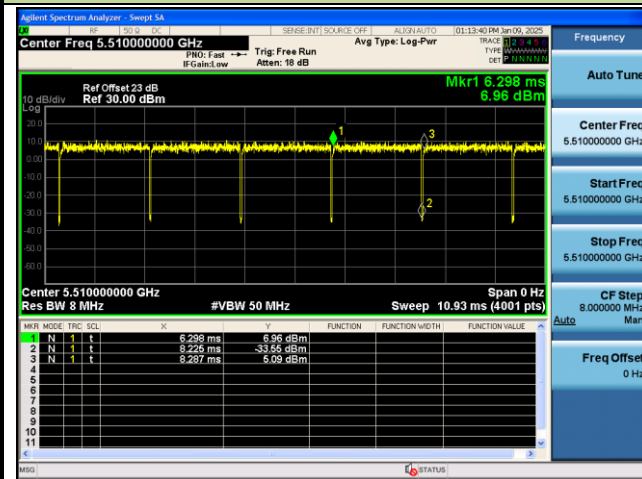 Agilent Spectrum Analyzer - Swept SA
RF 50 Ω DC SENSE:INT SOURCE OFF ALIGN AUTO 01:13:40 PM Jan 09, 2025
Center Freq 5.510000000 GHz
PNO: Fast
IFGain:Low
Trig: Free Run
Atten: 18 dB
Avg Type: Log-Pwr
TRACE 1 2 3 4 5 6
TYPE
DET P N N N N N
Frequency
Auto Tune
Center Freq
5.510000000 GHz
Start Freq
5.510000000 GHz
Stop Freq
5.510000000 GHz
CF Step
8.000000 MHz
Auto Man
Freq Offset
0 Hz
Ref Offset 23 dB
10 dB/div Ref 30.00 dBm
Log
Mkr1 6.298 ms
6.96 dBm
20.0
10.0
0.00
-10.0
-20.0
-30.0
-40.0
-50.0
-60.0
1
3
2
Center 5.510000000 GHz Span 0 Hz
Res BW 8 MHz #VBW 50 MHz Sweep 10.93 ms (4001 pts)
MKR MODE TRC SCL X Y FUNCTION FUNCTION WIDTH FUNCTION VALUE
1 N 1 t 6.298 ms 6.96 dBm
2 N 1 t 8.225 ms -33.55 dBm
3 N 1 t 8.287 ms 5.09 dBm
4
5
6
7
8
9
10
11
MSG STATUS